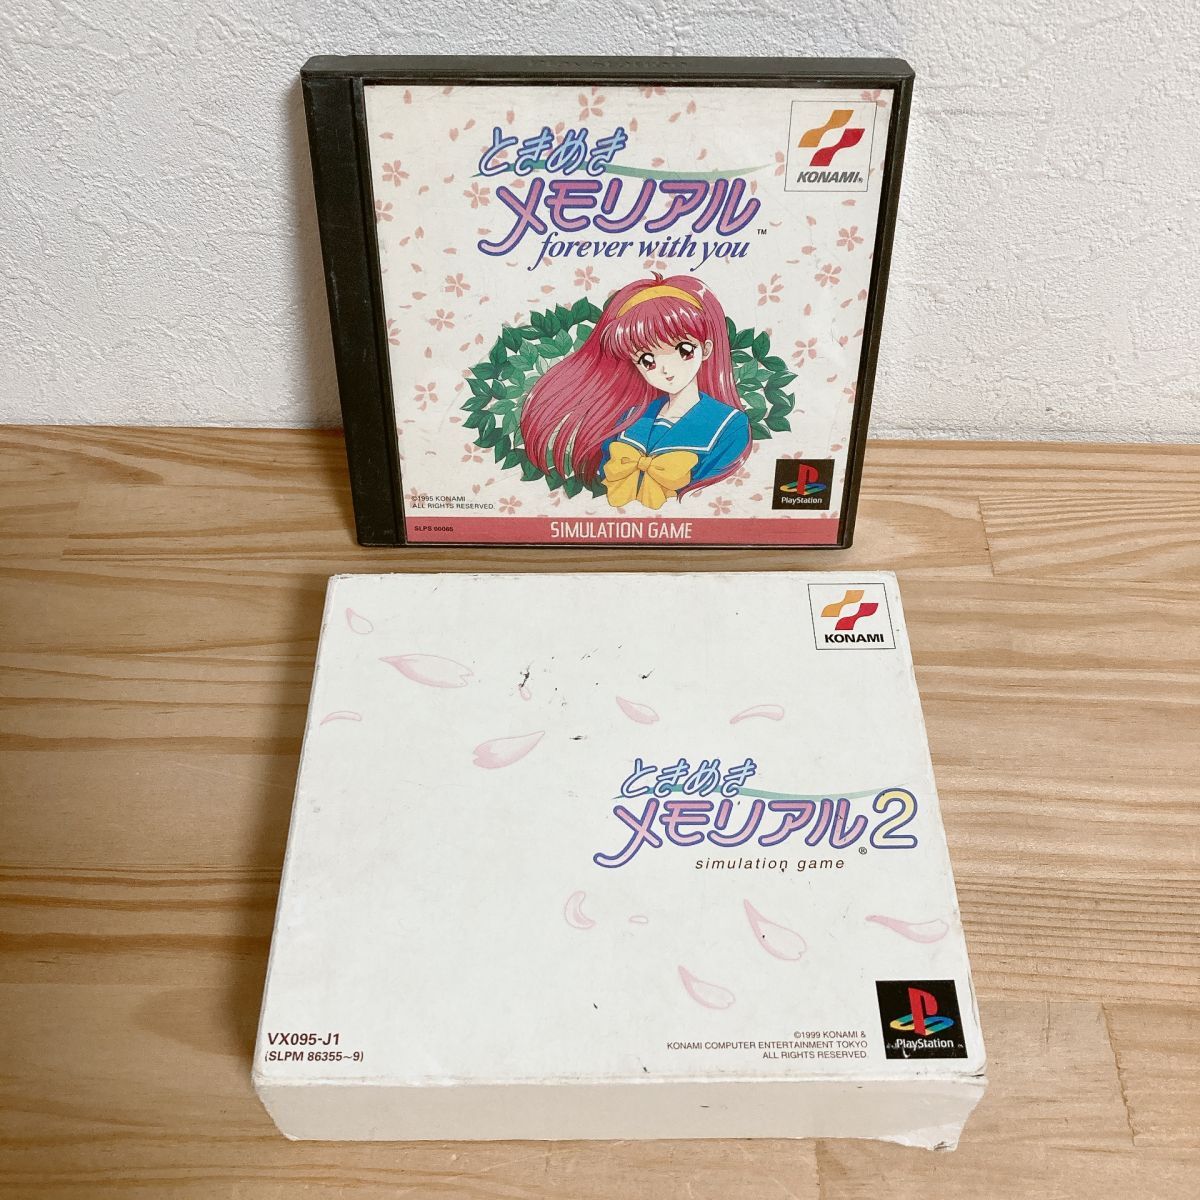 ときめき
メモリアル™
forever with you
KONAMI®
©1995 KONAMI
ALL RIGHTS RESERVED.
PlayStation
SLPS 00065
SIMULATION GAME
KONAMI
ときめき
メモリアル®2
simulation game
VX095-J1
(SLPM 86355~9)
©1999 KONAMI &
KONAMI COMPUTER ENTERTAINMENT TOKYO
ALL RIGHTS RESERVED.
PlayStation